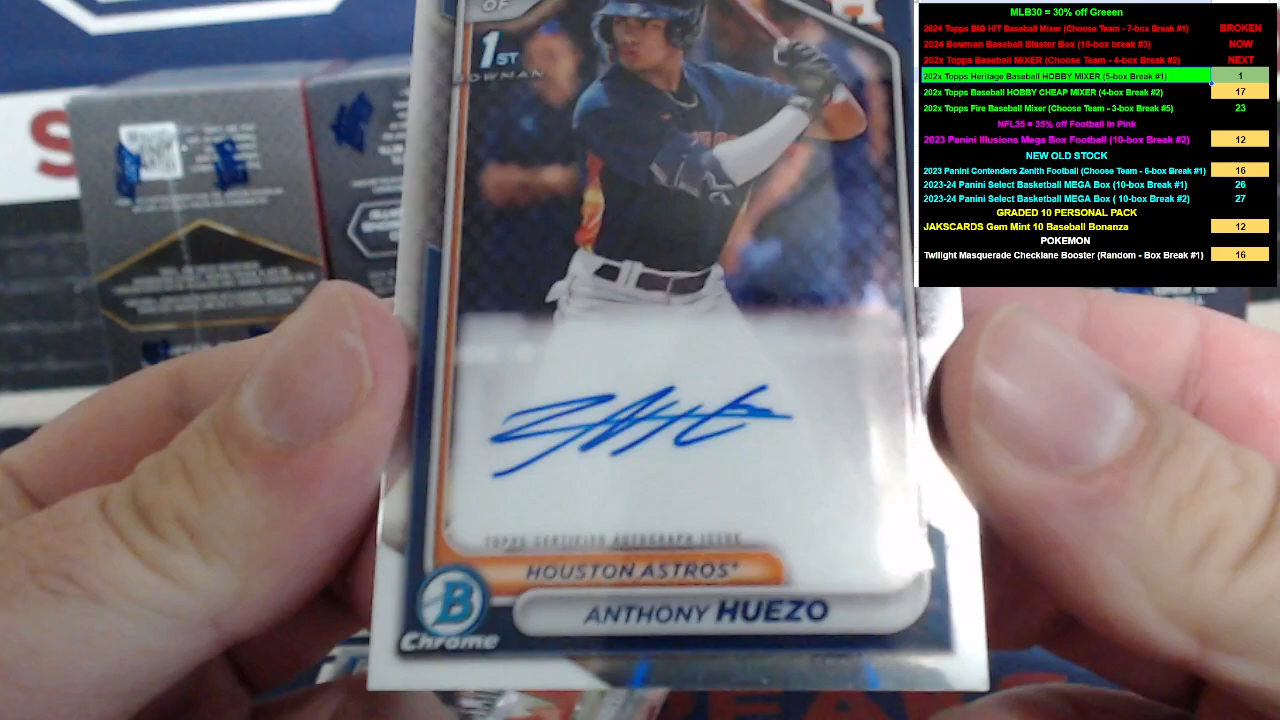 OF
1ST
BOWMAN
TOPPS CERTIFIED AUTOGRAPH ISSUE
HOUSTON ASTROS
ANTHONY HUEZO
B
Chrome
MLB30 = 30% off Greeen
2024 Topps BIG HIT Baseball Mixer (Choose Team - 7-box Break #1) BROKEN
2024 Bowman Baseball Blaster Box (10-box break #3) NOW
202x Topps Baseball MIXER (Choose Team - 4-box Break #2) NEXT
202x Topps Heritage Baseball HOBBY MIXER (5-box Break #1) 1
202x Topps Baseball HOBBY CHEAP MIXER (4-box Break #2) 17
202x Topps Fire Baseball Mixer (Choose Team - 3-box Break #5) 23
NFL35 = 35% off Football in Pink
2023 Panini Illusions Mega Box Football (10-box Break #2) 12
NEW OLD STOCK
2023 Panini Contenders Zenith Football (Choose Team - 6-box Break #1) 16
2023-24 Panini Select Basketball MEGA Box (10-box Break #1) 26
2023-24 Panini Select Basketball MEGA Box ( 10-box Break #2) 27
GRADED 10 PERSONAL PACK
JAKSCARDS Gem Mint 10 Baseball Bonanza 12
POKEMON
Twilight Masquerade Checklane Booster (Random - Box Break #1) 16